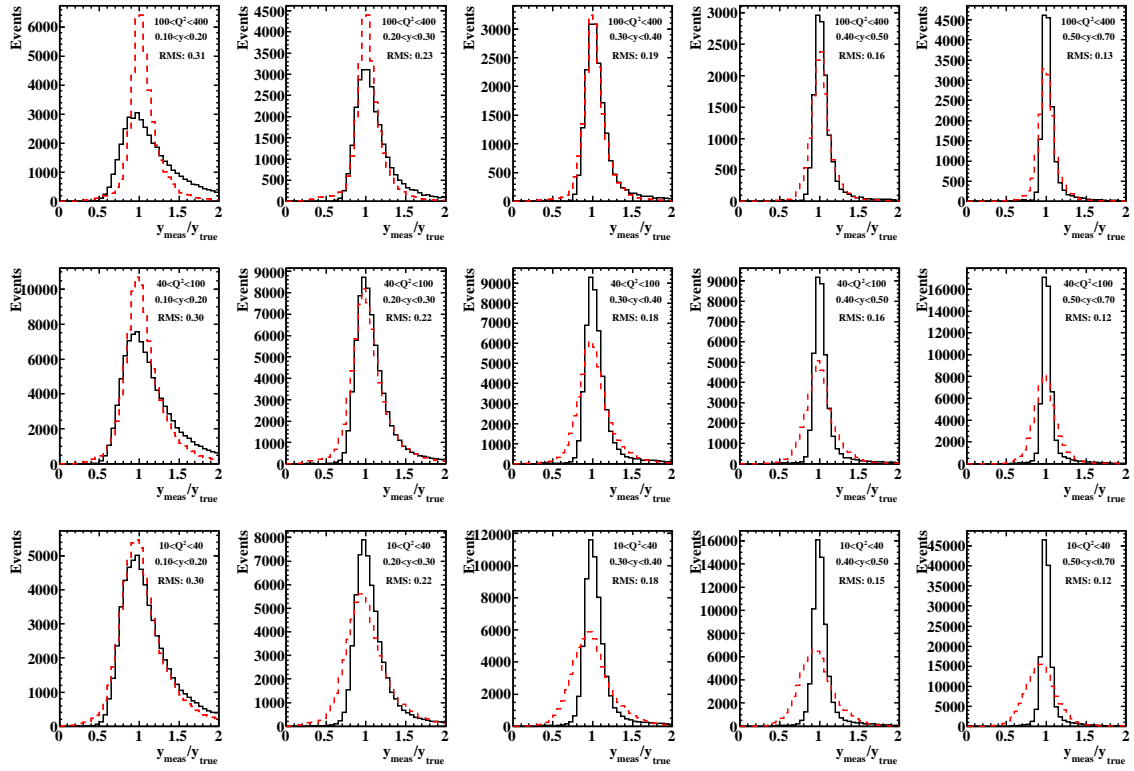 Events
100<Q²<400
0.10<y<0.20
RMS: 0.31
6000
5000
4000
3000
2000
1000
0
0 0.5 1 1.5 2
y_meas/y_true
Events
100<Q²<400
0.20<y<0.30
RMS: 0.23
4500
4000
3500
3000
2500
2000
1500
1000
500
0
0 0.5 1 1.5 2
y_meas/y_true
Events
100<Q²<400
0.30<y<0.40
RMS: 0.19
3000
2500
2000
1500
1000
500
0
0 0.5 1 1.5 2
y_meas/y_true
Events
100<Q²<400
0.40<y<0.50
RMS: 0.16
3000
2500
2000
1500
1000
500
0
0 0.5 1 1.5 2
y_meas/y_true
Events
100<Q²<400
0.50<y<0.70
RMS: 0.13
4500
4000
3500
3000
2500
2000
1500
1000
500
0
0 0.5 1 1.5 2
y_meas/y_true
Events
40<Q²<100
0.10<y<0.20
RMS: 0.30
10000
8000
6000
4000
2000
0
0 0.5 1 1.5 2
y_meas/y_true
Events
40<Q²<100
0.20<y<0.30
RMS: 0.22
9000
8000
7000
6000
5000
4000
3000
2000
1000
0
0 0.5 1 1.5 2
y_meas/y_true
Events
40<Q²<100
0.30<y<0.40
RMS: 0.18
9000
8000
7000
6000
5000
4000
3000
2000
1000
0
0 0.5 1 1.5 2
y_meas/y_true
Events
40<Q²<100
0.40<y<0.50
RMS: 0.16
9000
8000
7000
6000
5000
4000
3000
2000
1000
0
0 0.5 1 1.5 2
y_meas/y_true
Events
40<Q²<100
0.50<y<0.70
RMS: 0.12
16000
14000
12000
10000
8000
6000
4000
2000
0
0 0.5 1 1.5 2
y_meas/y_true
Events
10<Q²<40
0.10<y<0.20
RMS: 0.30
5000
4000
3000
2000
1000
0
0 0.5 1 1.5 2
y_meas/y_true
Events
10<Q²<40
0.20<y<0.30
RMS: 0.22
8000
7000
6000
5000
4000
3000
2000
1000
0
0 0.5 1 1.5 2
y_meas/y_true
Events
10<Q²<40
0.30<y<0.40
RMS: 0.18
12000
10000
8000
6000
4000
2000
0
0 0.5 1 1.5 2
y_meas/y_true
Events
10<Q²<40
0.40<y<0.50
RMS: 0.15
16000
14000
12000
10000
8000
6000
4000
2000
0
0 0.5 1 1.5 2
y_meas/y_true
Events
10<Q²<40
0.50<y<0.70
RMS: 0.12
45000
40000
35000
30000
25000
20000
15000
10000
5000
0
0 0.5 1 1.5 2
y_meas/y_true